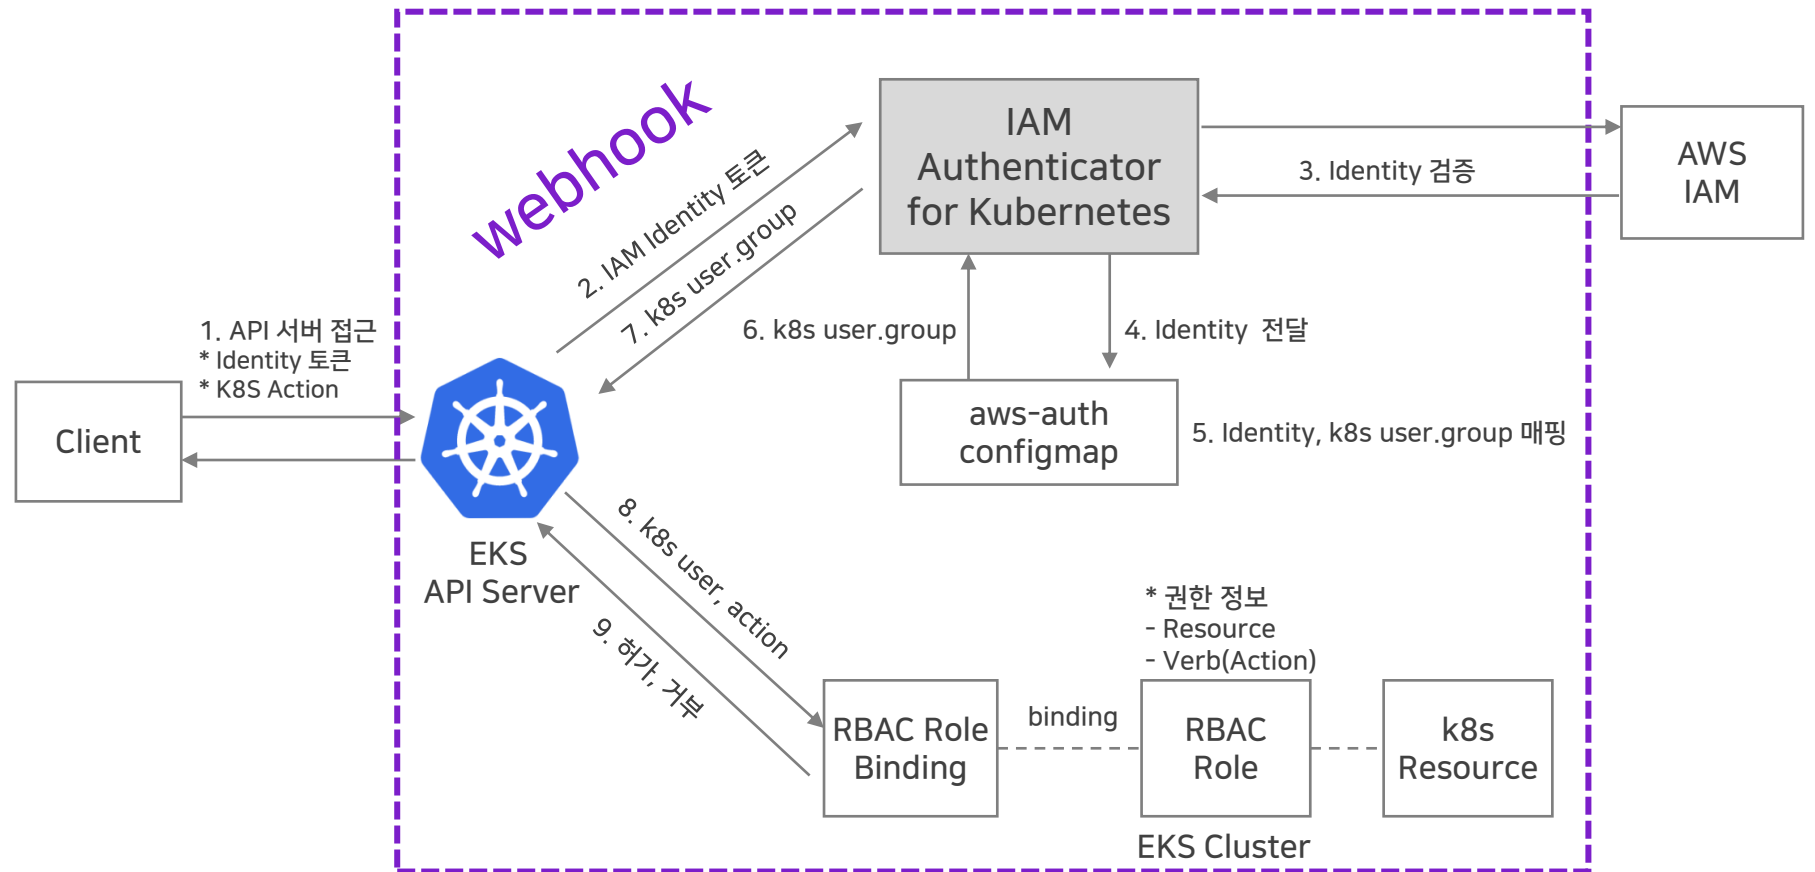 webhook
IAM
Authenticator
for Kubernetes
AWS
IAM
3. Identity 검증
2. IAM Identity 토큰
7. k8s user.group
1. API 서버 접근
* Identity 토큰
* K8S Action
6. k8s user.group
4. Identity 전달
Client
aws-auth
configmap
5. Identity, k8s user.group 매핑
EKS
API Server
8. k8s user, action
9. 허가, 거부
* 권한 정보
- Resource
- Verb(Action)
RBAC Role
Binding
binding
RBAC
Role
k8s
Resource
EKS Cluster